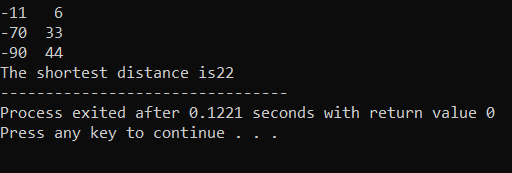 -11   6
-70  33
-90  44
The shortest distance is22
--------------------------------
Process exited after 0.1221 seconds with return value 0
Press any key to continue . . .